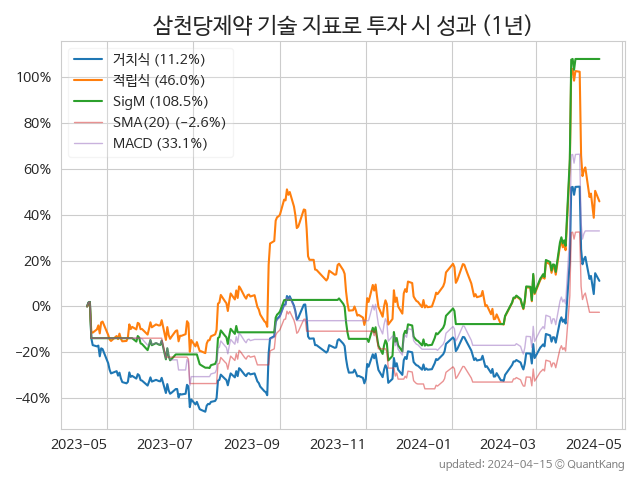 삼천당제약 기술 지표로 투자 시 성과 (1년)
거치식 (11.2%)
적립식 (46.0%)
SigM (108.5%)
SMA(20) (−2.6%)
MACD (33.1%)
100%
80%
60%
40%
20%
0%
−20%
−40%
2023-05 2023-07 2023-09 2023-11 2024-01 2024-03 2024-05
updated: 2024-04-15 © QuantKang